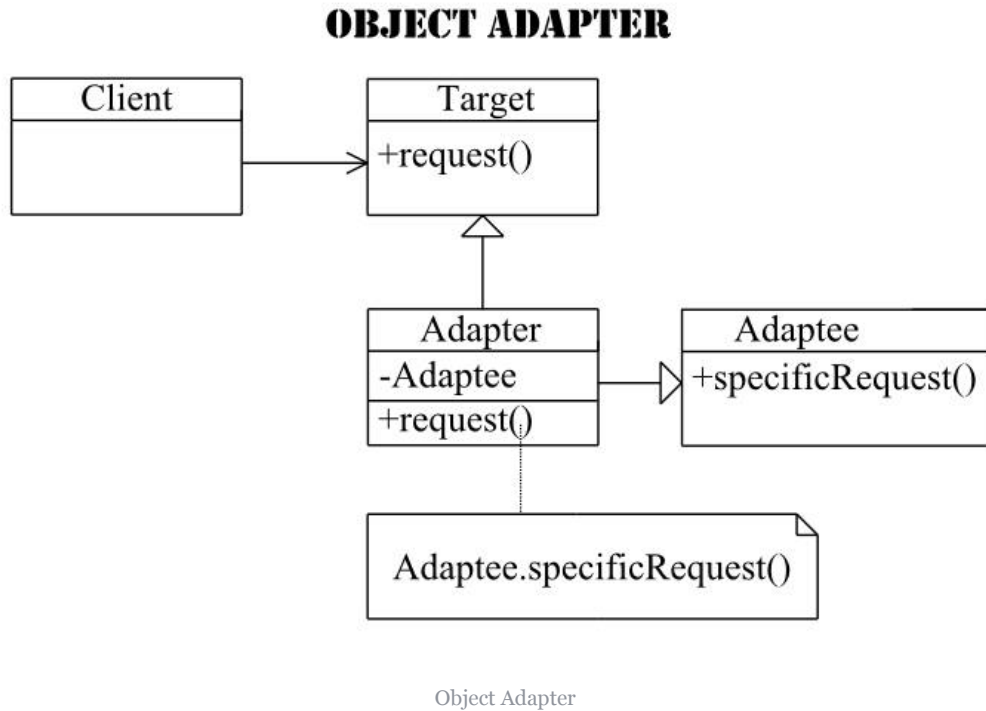 OBJECT ADAPTER
Client
Target
+request()
Adapter
-Adaptee
+request()
Adaptee
+specificRequest()
Adaptee.specificRequest()
Object Adapter